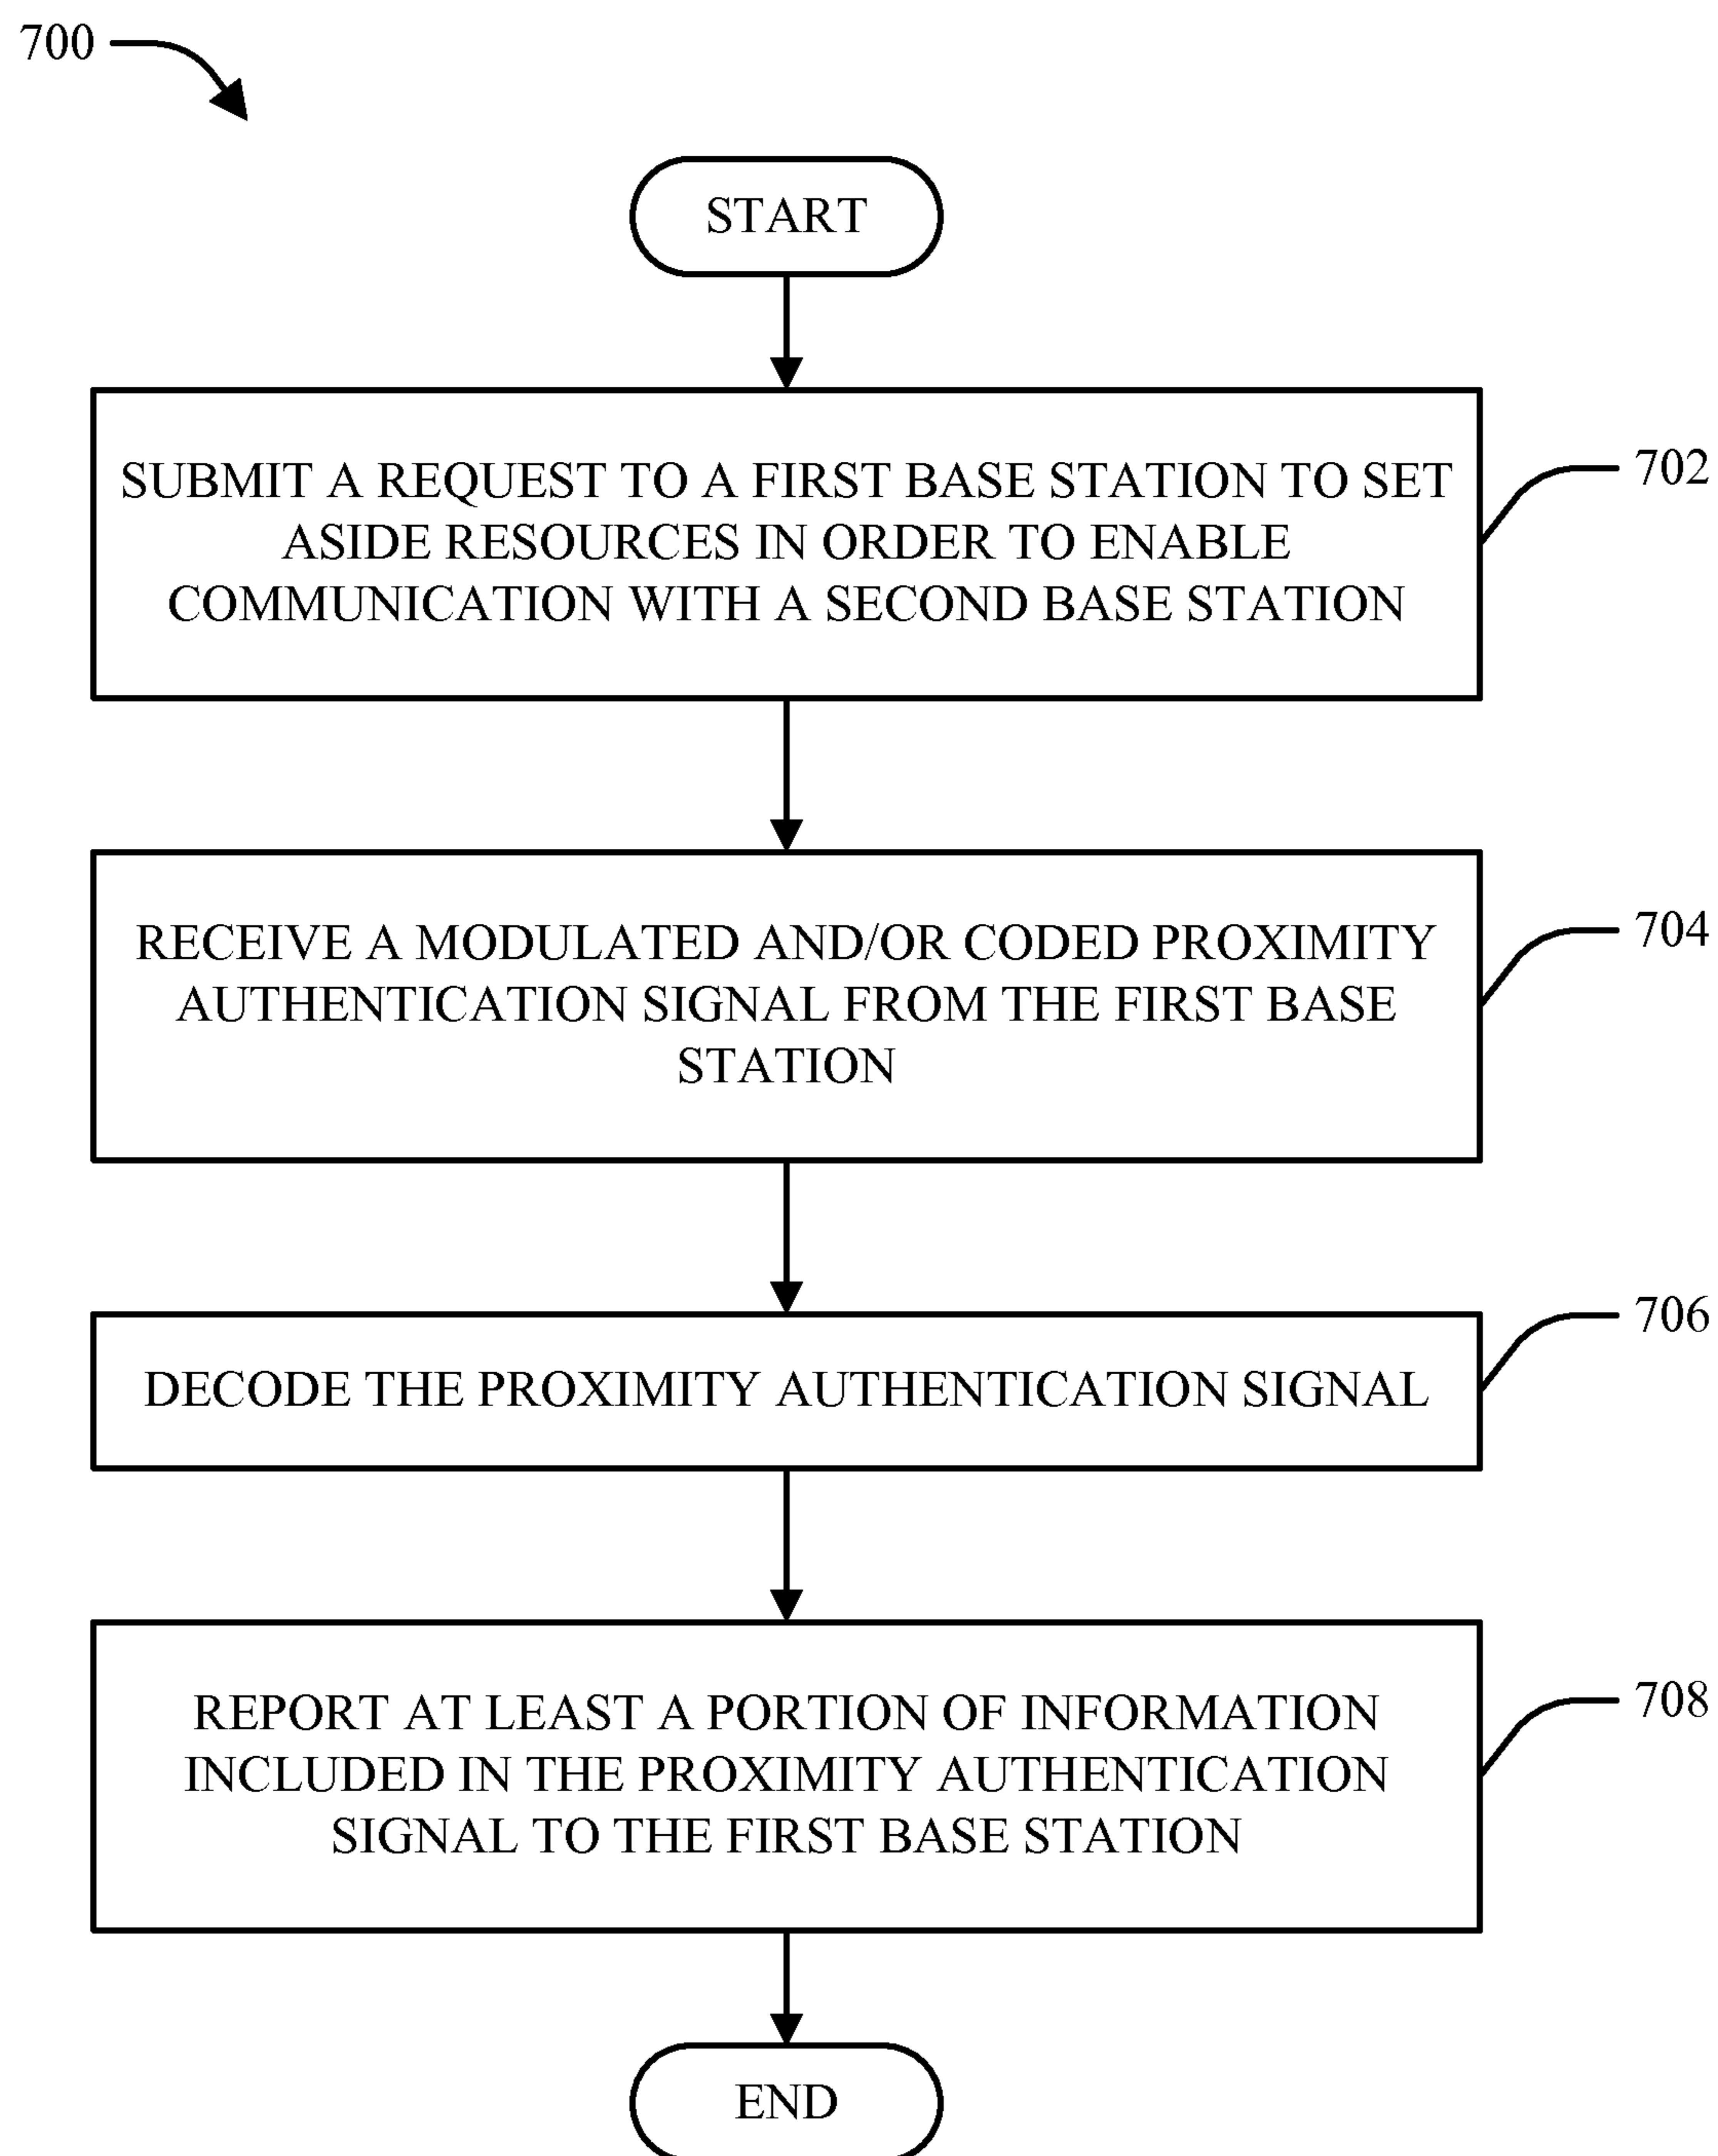 700
START
SUBMIT A REQUEST TO A FIRST BASE STATION TO SET
ASIDE RESOURCES IN ORDER TO ENABLE
COMMUNICATION WITH A SECOND BASE STATION
702
RECEIVE A MODULATED AND/OR CODED PROXIMITY
AUTHENTICATION SIGNAL FROM THE FIRST BASE
STATION
704
DECODE THE PROXIMITY AUTHENTICATION SIGNAL
706
REPORT AT LEAST A PORTION OF INFORMATION
INCLUDED IN THE PROXIMITY AUTHENTICATION
SIGNAL TO THE FIRST BASE STATION
708
END